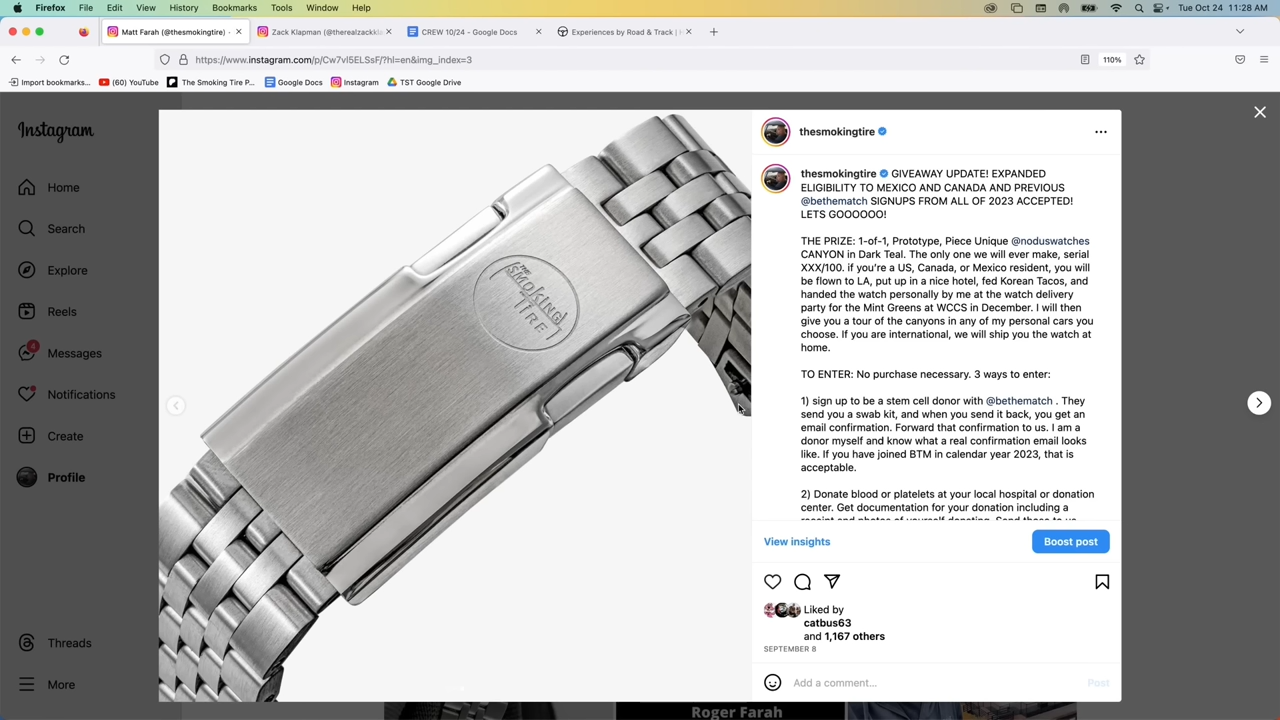 Firefox File Edit View History Bookmarks Tools Window Help Tue Oct 24 11:28 AM
Matt Farah (@thesmokingtire) · Zack Klapman (@therealzackkla CREW 10/24 - Google Docs Experiences by Road & Track |
https://www.instagram.com/p/Cw7vI5ELSsF/?hl=en&img_index=3 110%
Import bookmarks... (60) YouTube The Smoking Tire P... Google Docs Instagram TST Google Drive
Instagram
Home
Search
Explore
Reels
4
Messages
Notifications
Create
Profile
Threads
More
THE
SMOKING
TIRE
thesmokingtire
thesmokingtire GIVEAWAY UPDATE! EXPANDED
ELIGIBILITY TO MEXICO AND CANADA AND PREVIOUS
@bethematch SIGNUPS FROM ALL OF 2023 ACCEPTED!
LETS GOOOOOO!
THE PRIZE: 1-of-1, Prototype, Piece Unique @noduswatches
CANYON in Dark Teal. The only one we will ever make, serial
XXX/100. if you're a US, Canada, or Mexico resident, you will
be flown to LA, put up in a nice hotel, fed Korean Tacos, and
handed the watch personally by me at the watch delivery
party for the Mint Greens at WCCS in December. I will then
give you a tour of the canyons in any of my personal cars you
choose. If you are international, we will ship you the watch at
home.
TO ENTER: No purchase necessary. 3 ways to enter:
1) sign up to be a stem cell donor with @bethematch . They
send you a swab kit, and when you send it back, you get an
email confirmation. Forward that confirmation to us. I am a
donor myself and know what a real confirmation email looks
like. If you have joined BTM in calendar year 2023, that is
acceptable.
2) Donate blood or platelets at your local hospital or donation
center. Get documentation for your donation including a
receipt and photos of yourself donating. Send those to us
View insights Boost post
Liked by
catbus63
and 1,167 others
SEPTEMBER 8
Add a comment... Post
Roger Farah